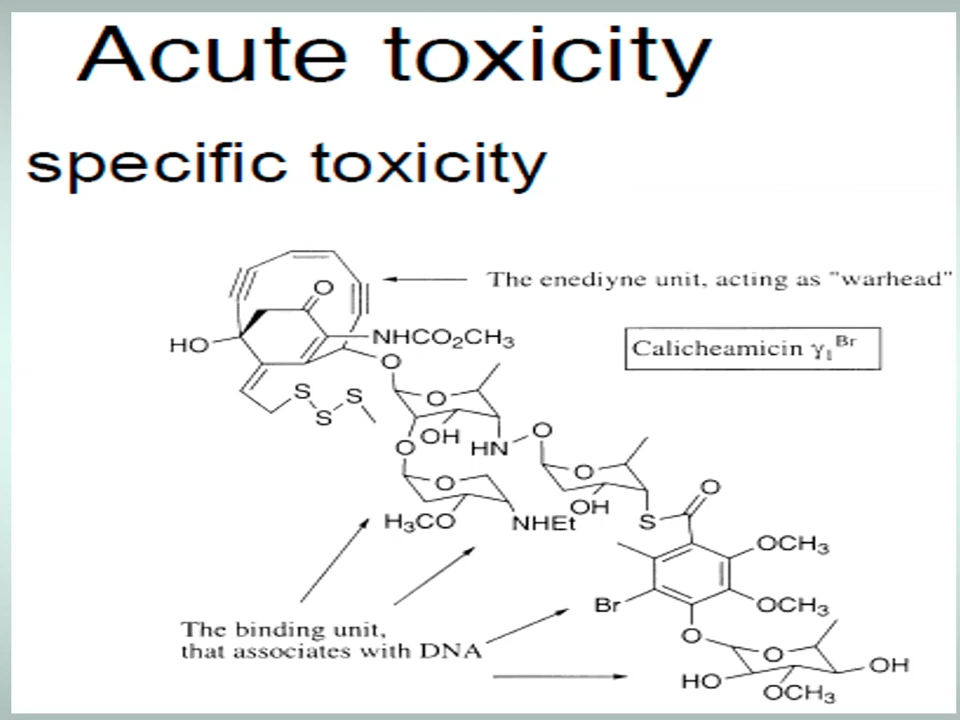 Acute toxicity
specific toxicity
The enediyne unit, acting as "warhead"
O
HO
NHCO₂CH₃
Calicheamicin γ₁ᴮʳ
O
S S
S
O
OH
O
HN
O
O
O
O
OH
H₃CO
NHEt
S
O
OCH₃
Br
OCH₃
The binding unit,
that associates with DNA
O
O
OH
HO
OCH₃